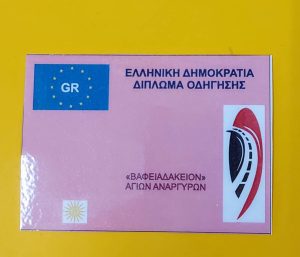 GR
ΕΛΛΗΝΙΚΗ ΔΗΜΟΚΡΑΤΙΑ
ΔΙΠΛΩΜΑ ΟΔΗΓΗΣΗΣ
«ΒΑΦΕΙΑΔΑΚΕΙΟΝ»
ΑΓΙΩΝ ΑΝΑΡΓΥΡΩΝ